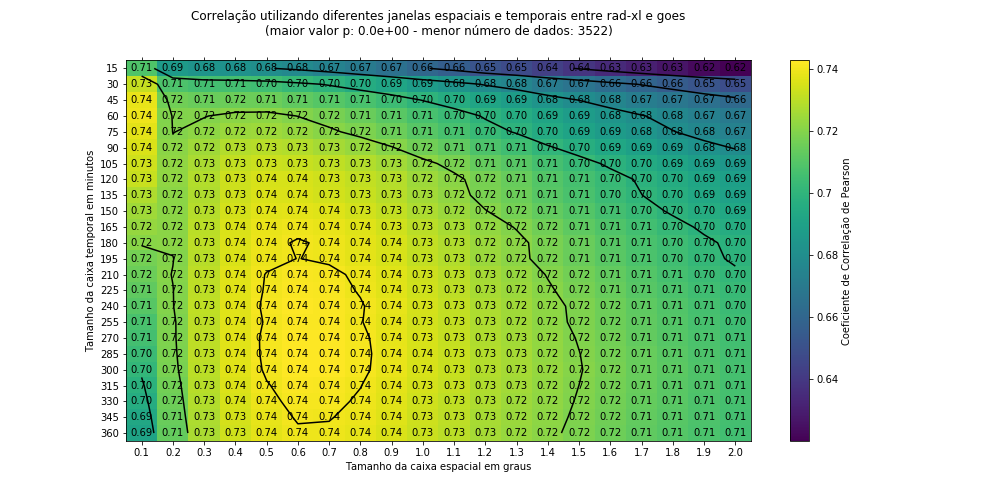 Correlação utilizando diferentes janelas espaciais e temporais entre rad-xl e goes
(maior valor p: 0.0e+00 - menor número de dados: 3522)
15 0.71 0.69 0.68 0.68 0.68 0.68 0.67 0.67 0.67 0.66 0.66 0.65 0.65 0.64 0.64 0.63 0.63 0.63 0.62 0.62
30 0.73 0.71 0.71 0.71 0.70 0.70 0.70 0.70 0.69 0.69 0.68 0.68 0.68 0.67 0.67 0.66 0.66 0.66 0.65 0.65
45 0.74 0.72 0.71 0.72 0.71 0.71 0.71 0.71 0.70 0.70 0.70 0.69 0.69 0.68 0.68 0.68 0.67 0.67 0.67 0.66
60 0.74 0.72 0.72 0.72 0.72 0.72 0.72 0.71 0.71 0.71 0.70 0.70 0.70 0.69 0.69 0.68 0.68 0.68 0.67 0.67
75 0.74 0.72 0.72 0.72 0.72 0.72 0.72 0.72 0.71 0.71 0.71 0.70 0.70 0.70 0.69 0.69 0.68 0.68 0.68 0.67
90 0.74 0.72 0.72 0.73 0.73 0.73 0.73 0.72 0.72 0.72 0.71 0.71 0.71 0.70 0.70 0.69 0.69 0.69 0.68 0.68
105 0.73 0.72 0.73 0.73 0.73 0.73 0.73 0.73 0.73 0.72 0.72 0.71 0.71 0.71 0.70 0.70 0.70 0.69 0.69 0.69
120 0.73 0.72 0.73 0.73 0.74 0.74 0.73 0.73 0.73 0.73 0.72 0.72 0.71 0.71 0.71 0.70 0.70 0.70 0.69 0.69
135 0.73 0.72 0.73 0.73 0.74 0.74 0.74 0.73 0.73 0.73 0.72 0.72 0.71 0.71 0.71 0.70 0.70 0.70 0.69 0.69
150 0.73 0.72 0.73 0.74 0.74 0.74 0.74 0.73 0.73 0.73 0.73 0.72 0.72 0.71 0.71 0.71 0.70 0.70 0.70 0.69
165 0.72 0.72 0.73 0.74 0.74 0.74 0.74 0.74 0.73 0.73 0.73 0.72 0.72 0.71 0.71 0.71 0.71 0.70 0.70 0.70
180 0.72 0.72 0.73 0.74 0.74 0.74 0.74 0.74 0.74 0.73 0.73 0.72 0.72 0.72 0.71 0.71 0.71 0.70 0.70 0.70
195 0.72 0.72 0.73 0.74 0.74 0.74 0.74 0.74 0.74 0.73 0.73 0.73 0.72 0.72 0.71 0.71 0.71 0.70 0.70 0.70
210 0.72 0.72 0.73 0.74 0.74 0.74 0.74 0.74 0.74 0.73 0.73 0.73 0.72 0.72 0.71 0.71 0.71 0.71 0.70 0.70
225 0.72 0.72 0.73 0.74 0.74 0.74 0.74 0.74 0.74 0.73 0.73 0.73 0.72 0.72 0.71 0.71 0.71 0.71 0.70 0.70
240 0.72 0.72 0.73 0.74 0.74 0.74 0.74 0.74 0.74 0.74 0.73 0.73 0.72 0.72 0.72 0.71 0.71 0.71 0.71 0.70
255 0.71 0.72 0.73 0.74 0.74 0.74 0.74 0.74 0.74 0.74 0.73 0.73 0.72 0.72 0.72 0.71 0.71 0.71 0.71 0.70
270 0.71 0.72 0.73 0.74 0.74 0.74 0.74 0.74 0.74 0.74 0.73 0.73 0.73 0.72 0.72 0.71 0.71 0.71 0.71 0.71
285 0.70 0.72 0.73 0.74 0.74 0.74 0.74 0.74 0.74 0.74 0.73 0.73 0.73 0.72 0.72 0.72 0.71 0.71 0.71 0.71
300 0.70 0.72 0.73 0.74 0.74 0.74 0.74 0.74 0.74 0.74 0.73 0.73 0.73 0.72 0.72 0.72 0.71 0.71 0.71 0.71
315 0.70 0.72 0.73 0.74 0.74 0.74 0.74 0.74 0.74 0.73 0.73 0.73 0.72 0.72 0.72 0.72 0.71 0.71 0.71 0.71
330 0.70 0.72 0.73 0.73 0.74 0.74 0.74 0.74 0.74 0.73 0.73 0.73 0.72 0.72 0.72 0.72 0.71 0.71 0.71 0.71
345 0.69 0.71 0.73 0.73 0.74 0.74 0.74 0.74 0.74 0.73 0.73 0.73 0.72 0.72 0.72 0.71 0.71 0.71 0.71 0.71
360 0.69 0.71 0.73 0.73 0.74 0.74 0.74 0.74 0.74 0.73 0.73 0.73 0.72 0.72 0.72 0.71 0.71 0.71 0.71 0.71
0.1 0.2 0.3 0.4 0.5 0.6 0.7 0.8 0.9 1.0 1.1 1.2 1.3 1.4 1.5 1.6 1.7 1.8 1.9 2.0
Tamanho da caixa espacial em graus
Tamanho da caixa temporal em minutos
0.74
0.72
0.7
0.68
0.66
0.64
Coeficiente de Correlação de Pearson